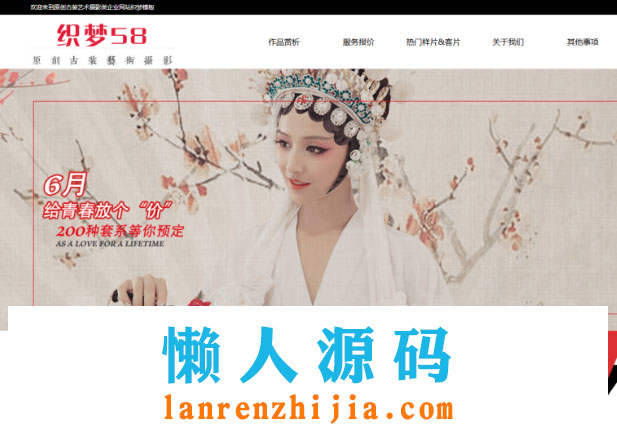 欢迎来到原创古装艺术摄影类企业网站织梦模板
织梦58
原創古装藝術攝影
作品赏析 服务报价 热门样片&客片 关于我们 其他事项
6月
给青春放个“价”
200种套系等你预定
AS A LOVE FOR A LIFETIME
懒人源码
lanrenzhijia.com